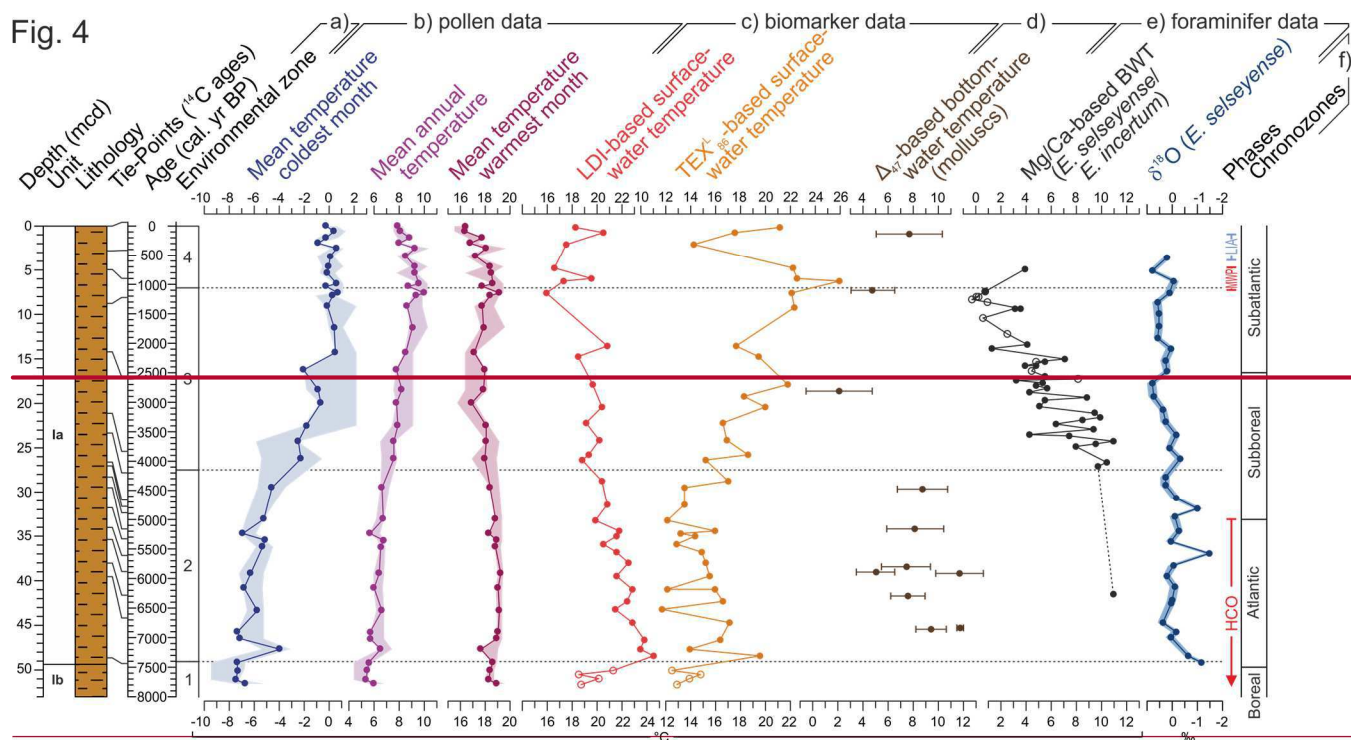 Fig. 4
a)
b) pollen data
c) biomarker data
d)
e) foraminifer data
f)
Depth (mcd)
Unit
Lithology
Tie-Points (¹⁴C ages)
Age (cal. yr BP)
Environmental zone
Mean temperature
coldest month
Mean annual
temperature
Mean temperature
warmest month
LDI-based surface-
water temperature
TEXᴸ₈₆-based surface-
water temperature
Δ₄₇-based bottom-
water temperature
(molluscs)
Mg/Ca-based BWT
(E. selseyense/
E. incertum)
δ¹⁸O (E. selseyense)
Phases
Chronozones
-10 -8 -6 -4 -2 0 2
6 8 10
16 18 20
16 18 20 22
10 12 14 16 18 20 22 24 26
0 5 10
0 2 4 6 8 10 12
0 -1 -2
0
5
10
15
20
25
30
35
40
45
50
Ia
Ib
0
500
1000
1500
2000
2500
3000
3500
4000
4500
5000
5500
6000
6500
7000
7500
8000
4
3
2
1
LIA
MWP
HCO
Subatlantic
Subboreal
Atlantic
Boreal
-10 -8 -6 -4 -2 0 2 4
6 8 10
16 18 20
16 18 20 22 24
10 12 14 16 18 20 22
0 2 4 6 8 10 12
0 2 4 6 8 10 12
1 0 -1 -2
°C
‰